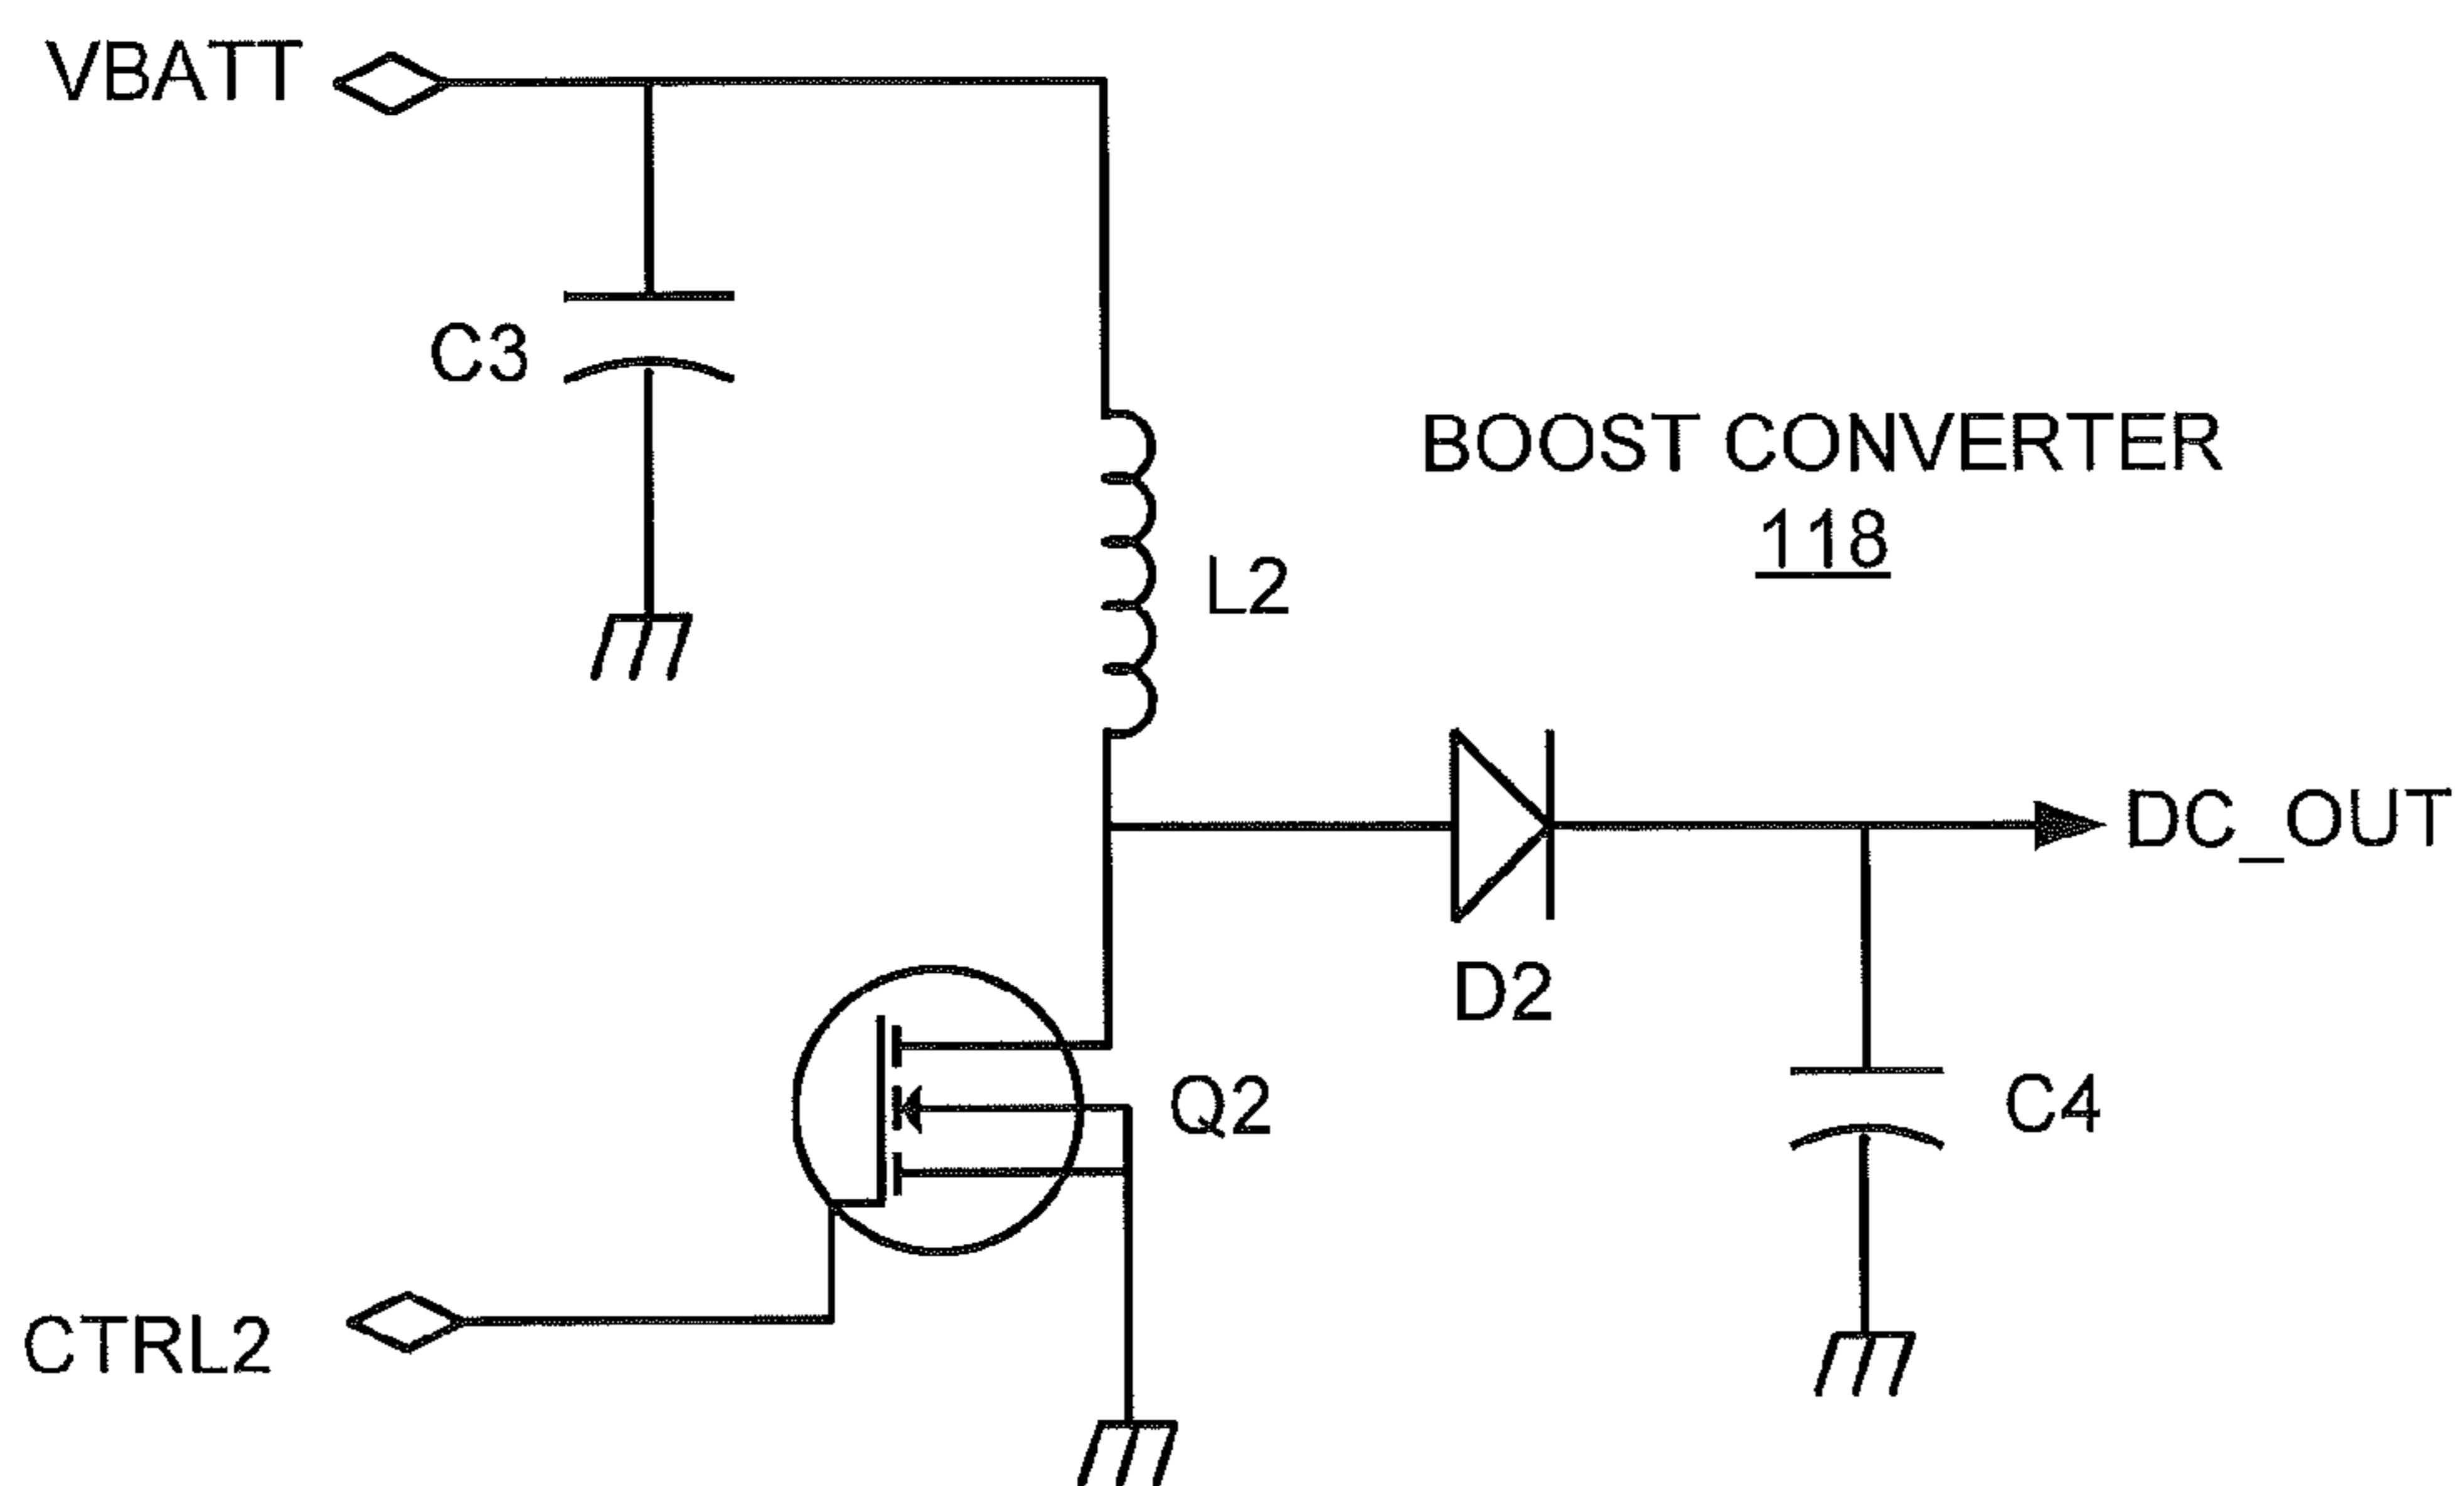 VBATT
C3
BOOST CONVERTER
118
L2
DC_OUT
D2
Q2
C4
CTRL2